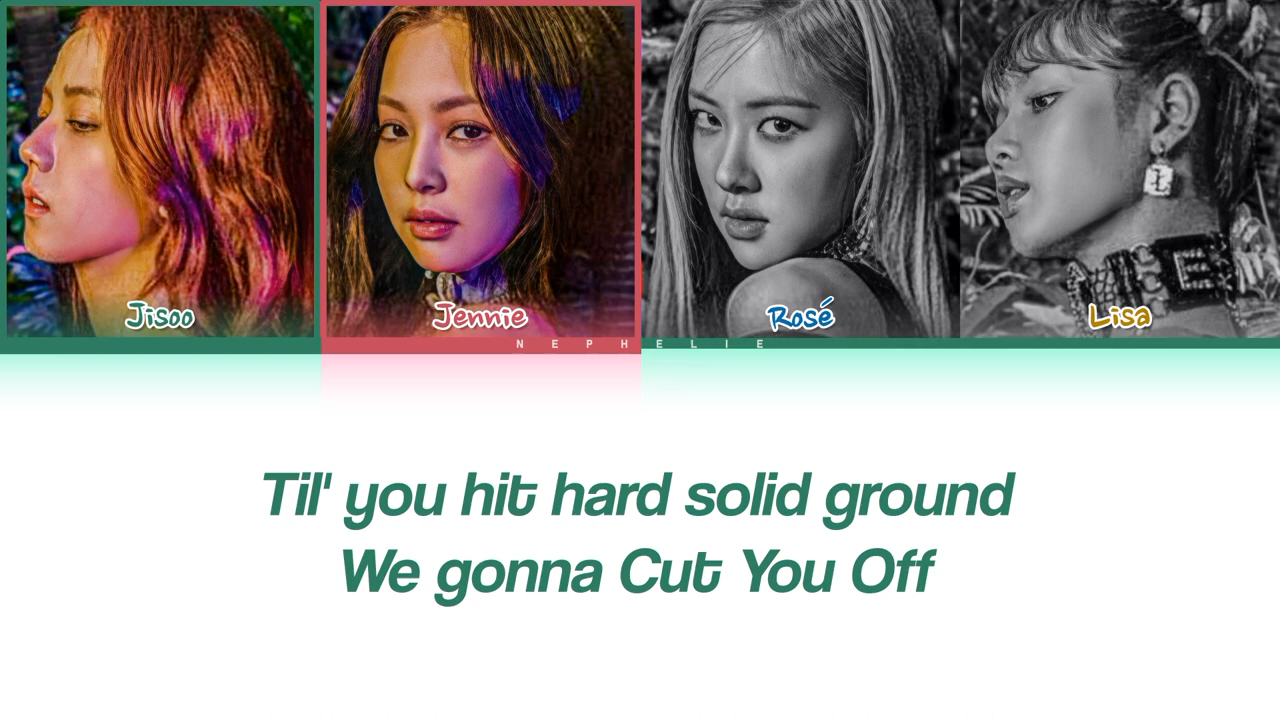 Jisoo
Jennie
Rosé
Lisa
NEPHELIE
Til' you hit hard solid ground
We gonna Cut You Off